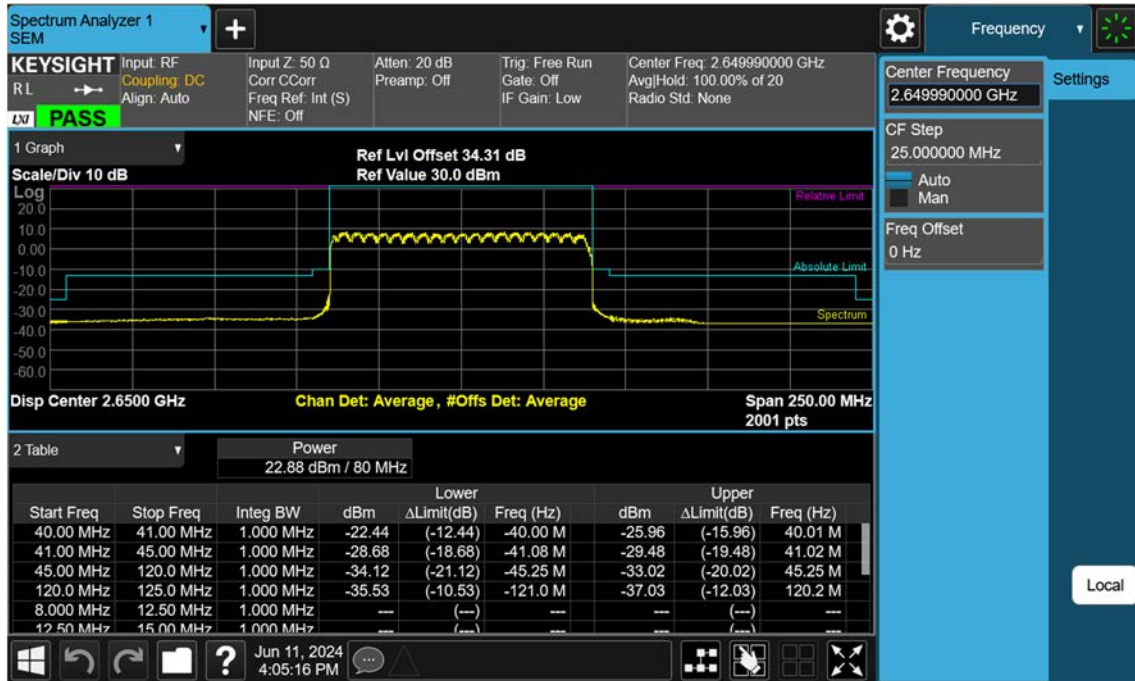 Spectrum Analyzer 1
SEM
Frequency
KEYSIGHT
RL
LXI PASS
Input: RF
Coupling: DC
Align: Auto
Input Z: 50 Ω
Corr CCorr
Freq Ref: Int (S)
NFE: Off
Atten: 20 dB
Preamp: Off
Trig: Free Run
Gate: Off
IF Gain: Low
Center Freq: 2.649990000 GHz
Avg|Hold: 100.00% of 20
Radio Std: None
Center Frequency
2.649990000 GHz
Settings
CF Step
25.000000 MHz
Auto
Man
Freq Offset
0 Hz
1 Graph
Ref Lvl Offset 34.31 dB
Scale/Div 10 dB Ref Value 30.0 dBm
Log
Relative Limit
20.0
10.0
0.00
-10.0
Absolute Limit
-20.0
-30.0
Spectrum
-40.0
-50.0
-60.0
Disp Center 2.6500 GHz Chan Det: Average, #Offs Det: Average Span 250.00 MHz
2001 pts
2 Table
Power
22.88 dBm / 80 MHz
Lower Upper
Start Freq Stop Freq Integ BW dBm ΔLimit(dB) Freq (Hz) dBm ΔLimit(dB) Freq (Hz)
40.00 MHz 41.00 MHz 1.000 MHz -22.44 (-12.44) -40.00 M -25.96 (-15.96) 40.01 M
41.00 MHz 45.00 MHz 1.000 MHz -28.68 (-18.68) -41.08 M -29.48 (-19.48) 41.02 M
45.00 MHz 120.0 MHz 1.000 MHz -34.12 (-21.12) -45.25 M -33.02 (-20.02) 45.25 M
120.0 MHz 125.0 MHz 1.000 MHz -35.53 (-10.53) -121.0 M -37.03 (-12.03) 120.2 M
8.000 MHz 12.50 MHz 1.000 MHz --- (---) --- --- (---) ---
12.50 MHz 15.00 MHz 1.000 MHz --- (---) --- --- (---) ---
Local
Jun 11, 2024
4:05:16 PM